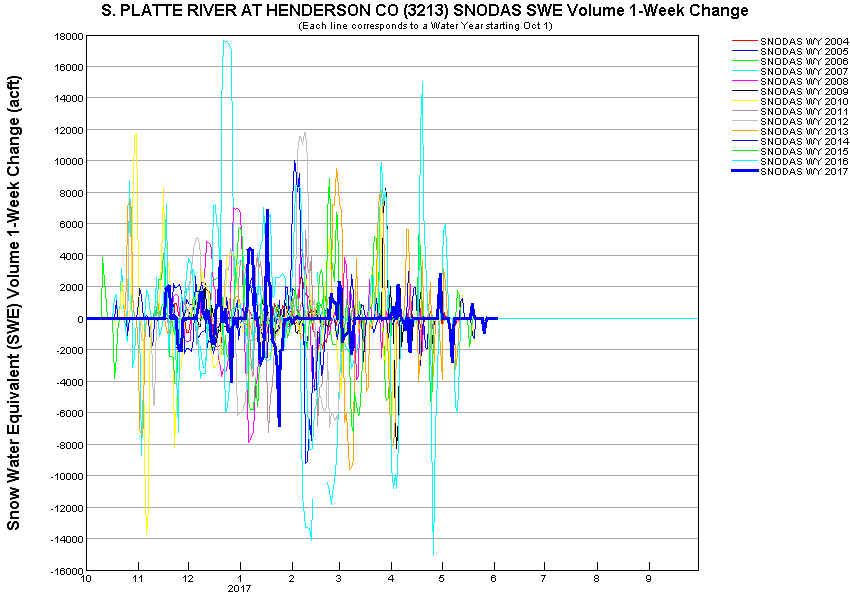 S. PLATTE RIVER AT HENDERSON CO (3213) SNODAS SWE Volume 1-Week Change
(Each line corresponds to a Water Year starting Oct 1)
Snow Water Equivalent (SWE) Volume 1-Week Change (acft)
18000
16000
14000
12000
10000
8000
6000
4000
2000
0
-2000
-4000
-6000
-8000
-10000
-12000
-14000
-16000
10 11 12 1 2 3 4 5 6 7 8 9
2017
SNODAS WY 2004
SNODAS WY 2005
SNODAS WY 2006
SNODAS WY 2007
SNODAS WY 2008
SNODAS WY 2009
SNODAS WY 2010
SNODAS WY 2011
SNODAS WY 2012
SNODAS WY 2013
SNODAS WY 2014
SNODAS WY 2015
SNODAS WY 2016
SNODAS WY 2017